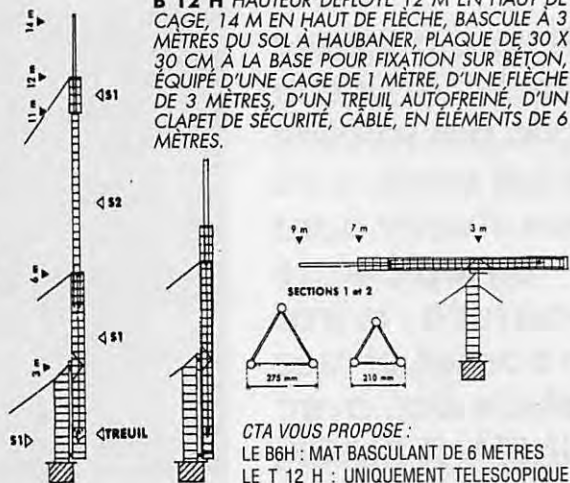 B 12 H HAUTEUR DÉPLOYÉ 12 M EN HAUT DE
CAGE, 14 M EN HAUT DE FLÈCHE, BASCULE À 3
MÈTRES DU SOL À HAUBANER, PLAQUE DE 30 X
30 CM À LA BASE POUR FIXATION SUR BÉTON,
ÉQUIPÉ D'UNE CAGE DE 1 MÈTRE, D'UNE FLÈCHE
DE 3 MÈTRES, D'UN TREUIL AUTOFREINÉ, D'UN
CLAPET DE SÉCURITÉ, CÂBLÉ, EN ÉLÉMENTS DE 6
MÈTRES.
14 m
12 m
11 m
S1
S2
6 m
S1
3 m
S1
TREUIL
9 m
7 m
3 m
SECTIONS 1 et 2
275 mm
210 mm
CTA VOUS PROPOSE :
LE B6H : MAT BASCULANT DE 6 METRES
LE T 12 H : UNIQUEMENT TELESCOPIQUE